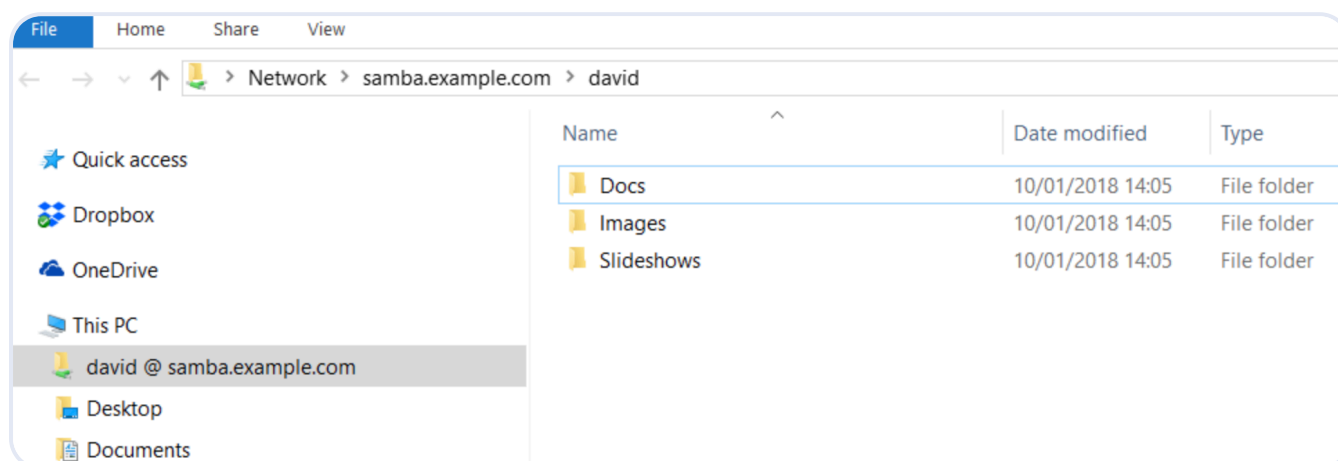 File Home Share View
Network > samba.example.com > david
Name Date modified Type
Quick access
Dropbox
OneDrive
This PC
david @ samba.example.com
Desktop
Documents
Docs 10/01/2018 14:05 File folder
Images 10/01/2018 14:05 File folder
Slideshows 10/01/2018 14:05 File folder